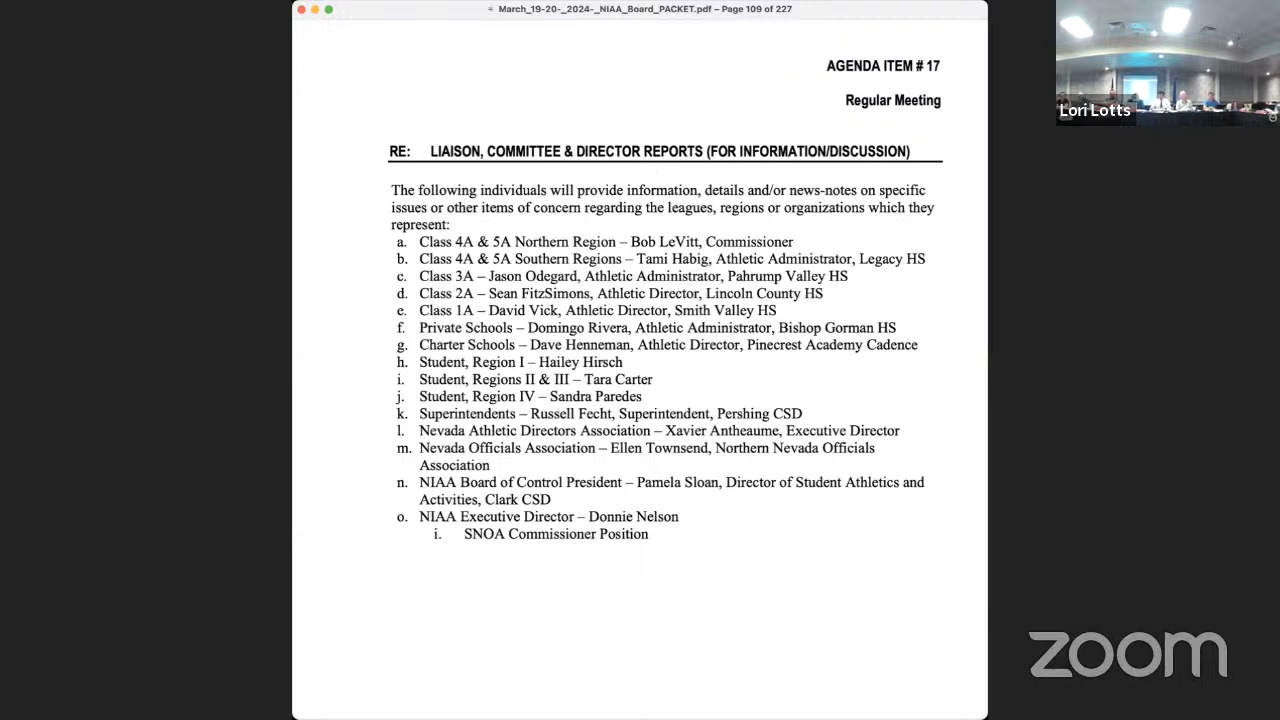 March_19-20-_2024-_NIAA_Board_PACKET.pdf – Page 109 of 227
AGENDA ITEM # 17
Regular Meeting
Lori Lotts
RE: LIAISON, COMMITTEE & DIRECTOR REPORTS (FOR INFORMATION/DISCUSSION)
The following individuals will provide information, details and/or news-notes on specific
issues or other items of concern regarding the leagues, regions or organizations which they
represent:
a. Class 4A & 5A Northern Region – Bob LeVitt, Commissioner
b. Class 4A & 5A Southern Regions – Tami Habig, Athletic Administrator, Legacy HS
c. Class 3A – Jason Odegard, Athletic Administrator, Pahrump Valley HS
d. Class 2A – Sean FitzSimons, Athletic Director, Lincoln County HS
e. Class 1A – David Vick, Athletic Director, Smith Valley HS
f. Private Schools – Domingo Rivera, Athletic Administrator, Bishop Gorman HS
g. Charter Schools – Dave Henneman, Athletic Director, Pinecrest Academy Cadence
h. Student, Region I – Hailey Hirsch
i. Student, Regions II & III – Tara Carter
j. Student, Region IV – Sandra Paredes
k. Superintendents – Russell Fecht, Superintendent, Pershing CSD
l. Nevada Athletic Directors Association – Xavier Antheaume, Executive Director
m. Nevada Officials Association – Ellen Townsend, Northern Nevada Officials
Association
n. NIAA Board of Control President – Pamela Sloan, Director of Student Athletics and
Activities, Clark CSD
o. NIAA Executive Director – Donnie Nelson
i. SNOA Commissioner Position
zoom